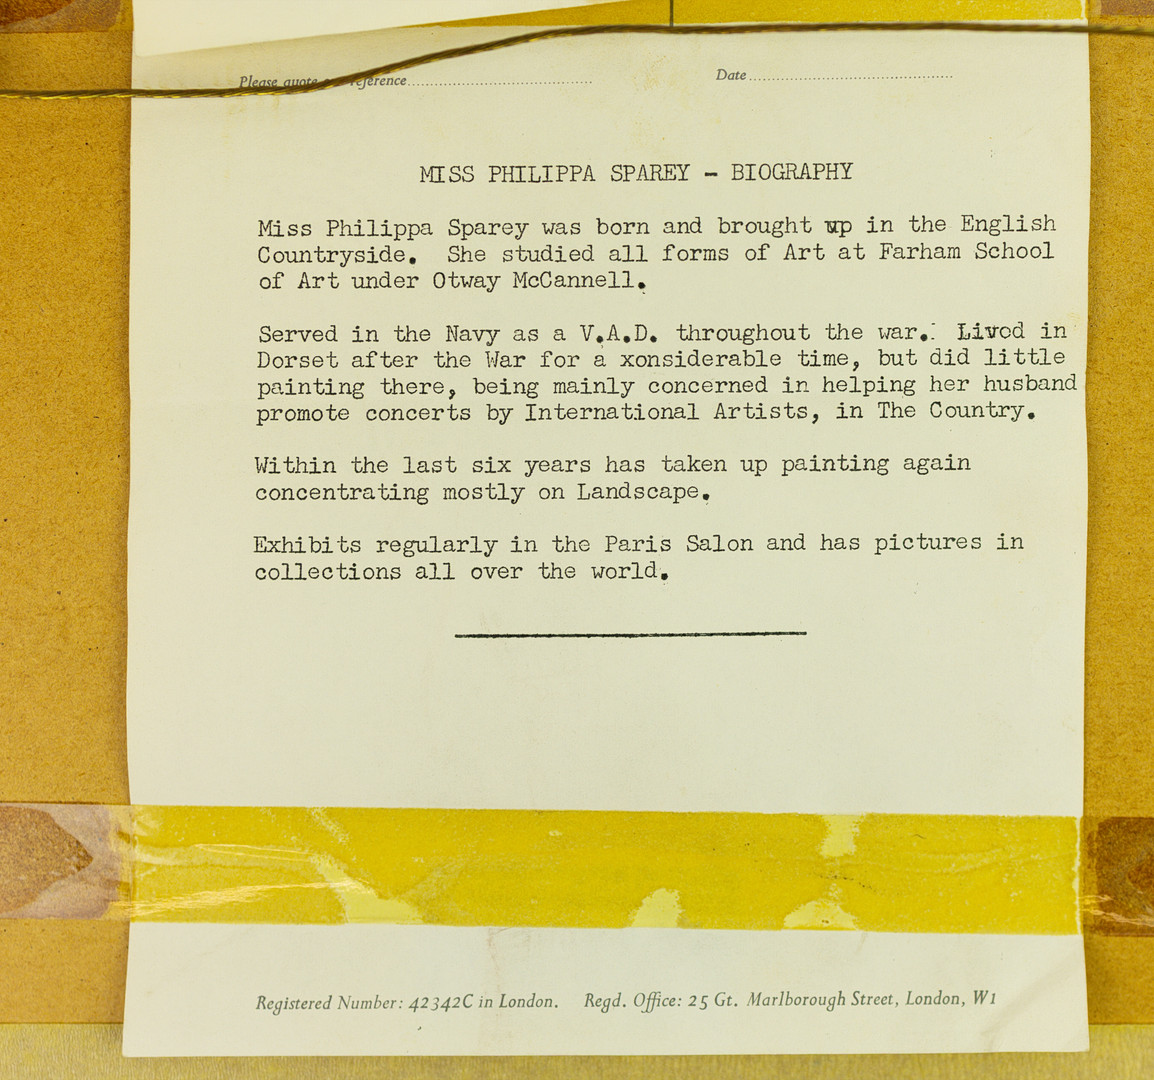 Please quote reference
Date
MISS PHILIPPA SPAREY - BIOGRAPHY
Miss Philippa Sparey was born and brought up in the English
Countryside. She studied all forms of Art at Farham School
of Art under Otway McCannell.
Served in the Navy as a V.A.D. throughout the war. Lived in
Dorset after the War for a xonsiderable time, but did little
painting there, being mainly concerned in helping her husband
promote concerts by International Artists, in The Country.
Within the last six years has taken up painting again
concentrating mostly on Landscape.
Exhibits regularly in the Paris Salon and has pictures in
collections all over the world.
Registered Number: 42342C in London. Regd. Office: 25 Gt. Marlborough Street, London, W1